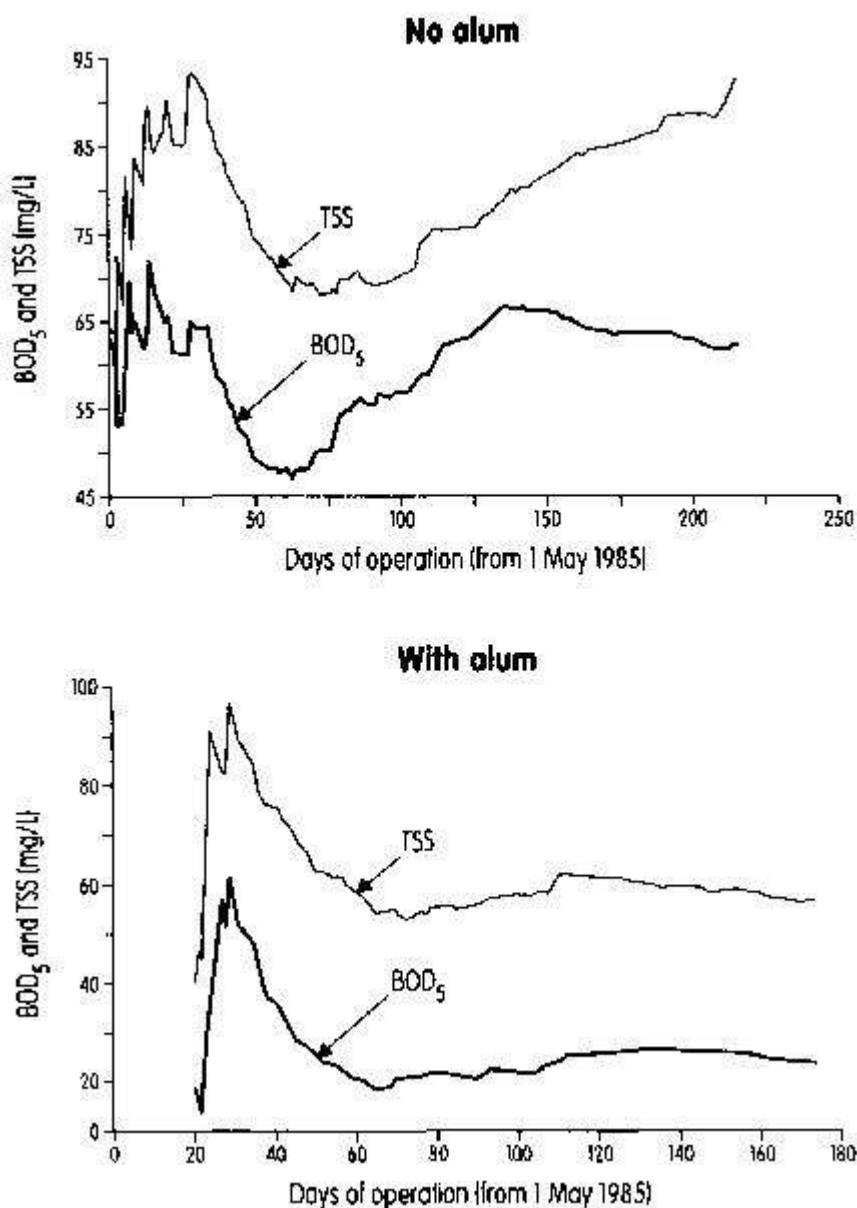 No alum
95
85
75
65
55
45
BOD5 and TSS (mg/L)
TSS
BOD5
0 50 100 150 200 250
Days of operation (from 1 May 1985)
With alum
100
80
60
40
20
0
BOD5 and TSS (mg/L)
TSS
BOD5
0 20 40 60 80 100 120 140 160 180
Days of operation (from 1 May 1985)